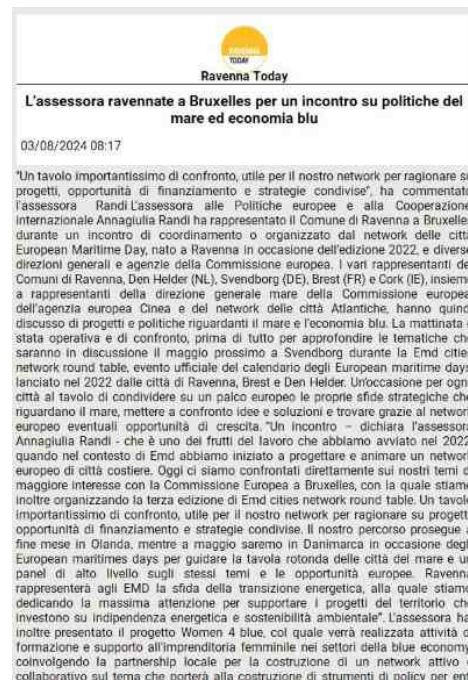 RAVENNA
TODAY
Ravenna Today
L'assessora ravennate a Bruxelles per un incontro su politiche del
mare ed economia blu
03/08/2024 08:17
"Un tavolo importantissimo di confronto, utile per il nostro network per ragionare su
progetti, opportunità di finanziamento e strategie condivise", ha commentato
l'assessora Randi L'assessora alle Politiche europee e alla Cooperazione
internazionale Annagiulia Randi ha rappresentato il Comune di Ravenna a Bruxelles
durante un incontro di coordinamento o organizzato dal network delle città
European Maritime Day, nato a Ravenna in occasione dell'edizione 2022, e diverse
direzioni generali e agenzie della Commissione europea. I vari rappresentanti dei
Comuni di Ravenna, Den Helder (NL), Svendborg (DE), Brest (FR) e Cork (IE), insieme
a rappresentanti della direzione generale mare della Commissione europea
dell'agenzia europea Cinea e del network delle città Atlantiche, hanno quindi
discusso di progetti e politiche riguardanti il mare e l'economia blu. La mattinata è
stata operativa e di confronto, prima di tutto per approfondire le tematiche che
saranno in discussione il maggio prossimo a Svendborg durante la Emd cities
network round table, evento ufficiale del calendario degli European maritime days
lanciato nel 2022 dalle città di Ravenna, Brest e Den Helder. Un'occasione per ogni
città al tavolo di condividere su un palco europeo le proprie sfide strategiche che
riguardano il mare, mettere a confronto idee e soluzioni e trovare grazie al network
europeo eventuali opportunità di crescita. "Un incontro – dichiara l'assessora
Annagiulia Randi - che è uno dei frutti del lavoro che abbiamo avviato nel 2022
quando nel contesto di Emd abbiamo iniziato a progettare e animare un network
europeo di città costiere. Oggi ci siamo confrontati direttamente sui nostri temi di
maggiore interesse con la Commissione Europea a Bruxelles, con la quale stiamo
inoltre organizzando la terza edizione di Emd cities network round table. Un tavolo
importantissimo di confronto, utile per il nostro network per ragionare su progetti
opportunità di finanziamento e strategie condivise. Il nostro percorso prosegue a
fine mese in Olanda, mentre a maggio saremo in Danimarca in occasione degli
European maritimes days per guidare la tavola rotonda delle città del mare e un
panel di alto livello sugli stessi temi e le opportunità europee. Ravenna
rappresenterà agli EMD la sfida della transizione energetica, alla quale stiamo
dedicando la massima attenzione per supportare i progetti del territorio che
investono su indipendenza energetica e sostenibilità ambientale". L'assessora ha
inoltre presentato il progetto Women 4 blue, col quale verrà realizzata attività di
formazione e supporto all'imprenditoria femminile nei settori della blue economy
coinvolgendo la partnership locale per la costruzione di un network attivo e
collaborativo sul tema che porterà alla costruzione di strumenti di policy per enti